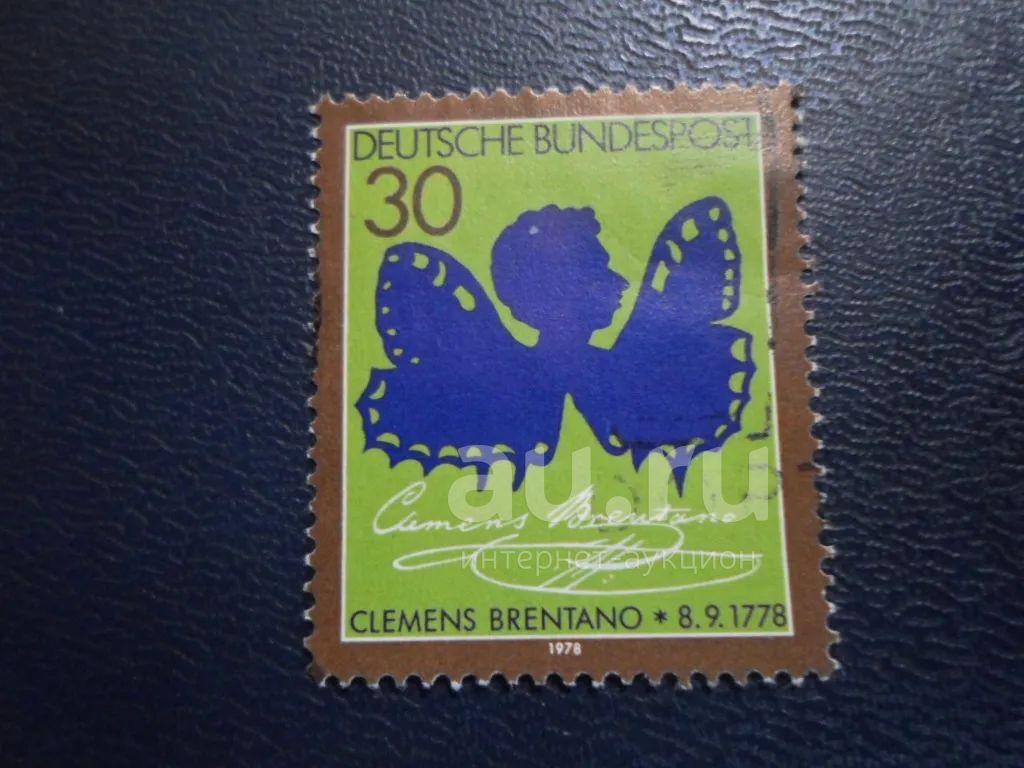 DEUTSCHE BUNDESPOST
30
au.ru
Clemens Brentano
интернет-аукцион
CLEMENS BRENTANO * 8.9.1778
1978